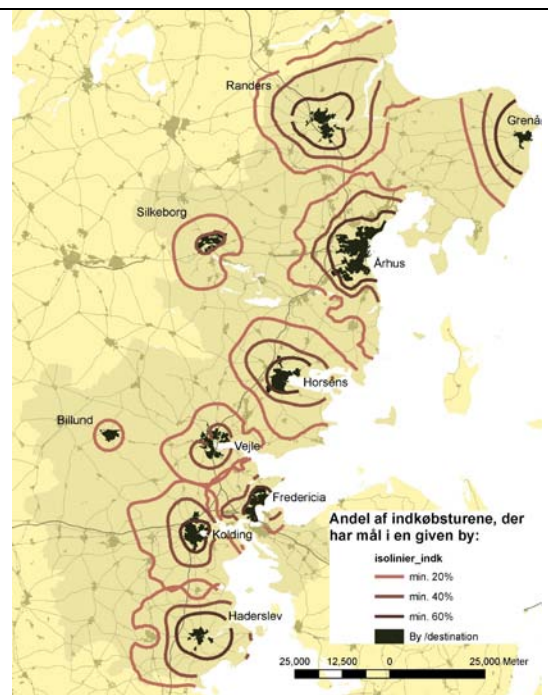 Randers
Grenå
Silkeborg
Århus
Horsens
Billund
Vejle
Fredericia
Kolding
Haderslev
Andel af indkøbsturene, der
har mål i en given by:
isolinier_indk
min. 20%
min. 40%
min. 60%
By /destination
25,000 12,500 0 25,000 Meter